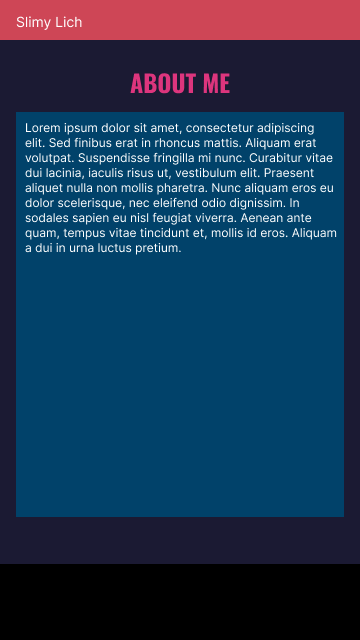 Slimy Lich
ABOUT ME
Lorem ipsum dolor sit amet, consectetur adipiscing
elit. Sed finibus erat in rhoncus mattis. Aliquam erat
volutpat. Suspendisse fringilla mi nunc. Curabitur vitae
dui lacinia, iaculis risus ut, vestibulum elit. Praesent
aliquet nulla non mollis pharetra. Nunc aliquam eros eu
dolor scelerisque, nec eleifend odio dignissim. In
sodales sapien eu nisl feugiat viverra. Aenean ante
quam, tempus vitae tincidunt et, mollis id eros. Aliquam
a dui in urna luctus pretium.